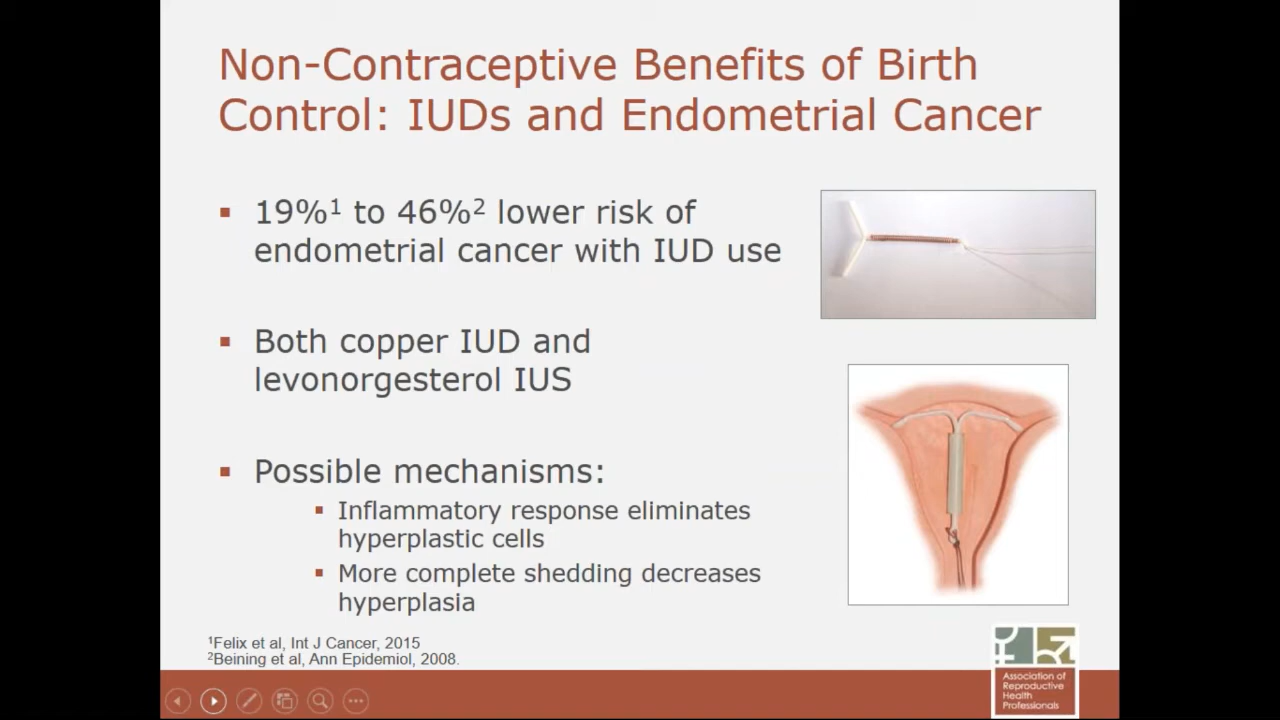 Non-Contraceptive Benefits of Birth
Control: IUDs and Endometrial Cancer
19%¹ to 46%² lower risk of
endometrial cancer with IUD use
Both copper IUD and
levonorgesterol IUS
Possible mechanisms:
Inflammatory response eliminates
hyperplastic cells
More complete shedding decreases
hyperplasia
¹Felix et al, Int J Cancer, 2015
²Beining et al, Ann Epidemiol, 2008.
Association of
Reproductive
Health
Professionals